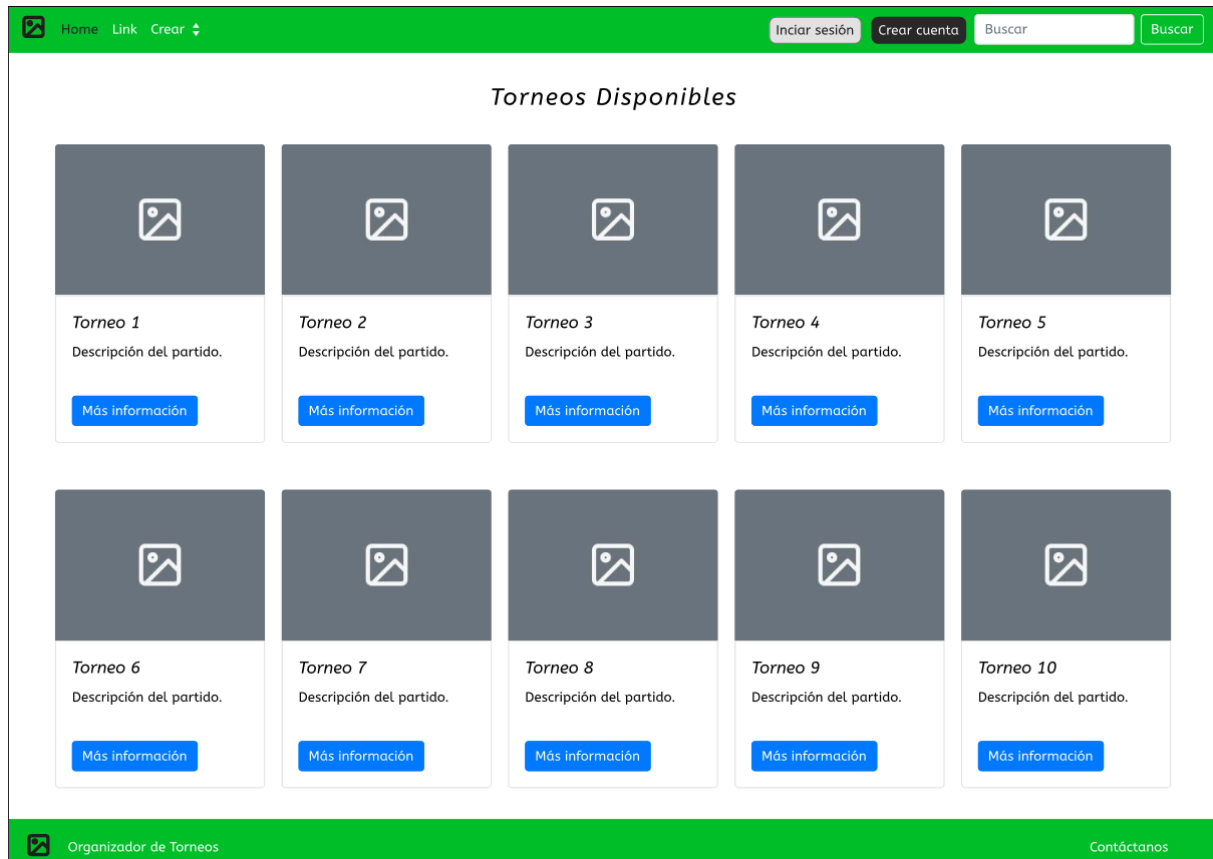 Home Link Crear Inciar sesión Crear cuenta Buscar Buscar
Torneos Disponibles
Torneo 1 Torneo 2 Torneo 3 Torneo 4 Torneo 5
Descripción del partido. Descripción del partido. Descripción del partido. Descripción del partido. Descripción del partido.
Más información Más información Más información Más información Más información
Torneo 6 Torneo 7 Torneo 8 Torneo 9 Torneo 10
Descripción del partido. Descripción del partido. Descripción del partido. Descripción del partido. Descripción del partido.
Más información Más información Más información Más información Más información
Organizador de Torneos Contáctanos